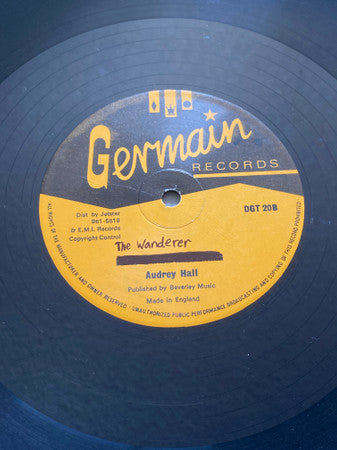 Germain
RECORDS
Dist by Jetstar
961-5818
& E.M.I. Records
Copyright Control
DGT 20B
The Wanderer
Audrey Hall
Published by Beverley Music
Made in England
ALL RIGHTS OF THE MANUFACTURER AND OWNER RESERVED · UNAUTHORIZED PUBLIC PERFORMANCE BROADCASTING AND COPYING OF THIS RECORD PROHIBITED